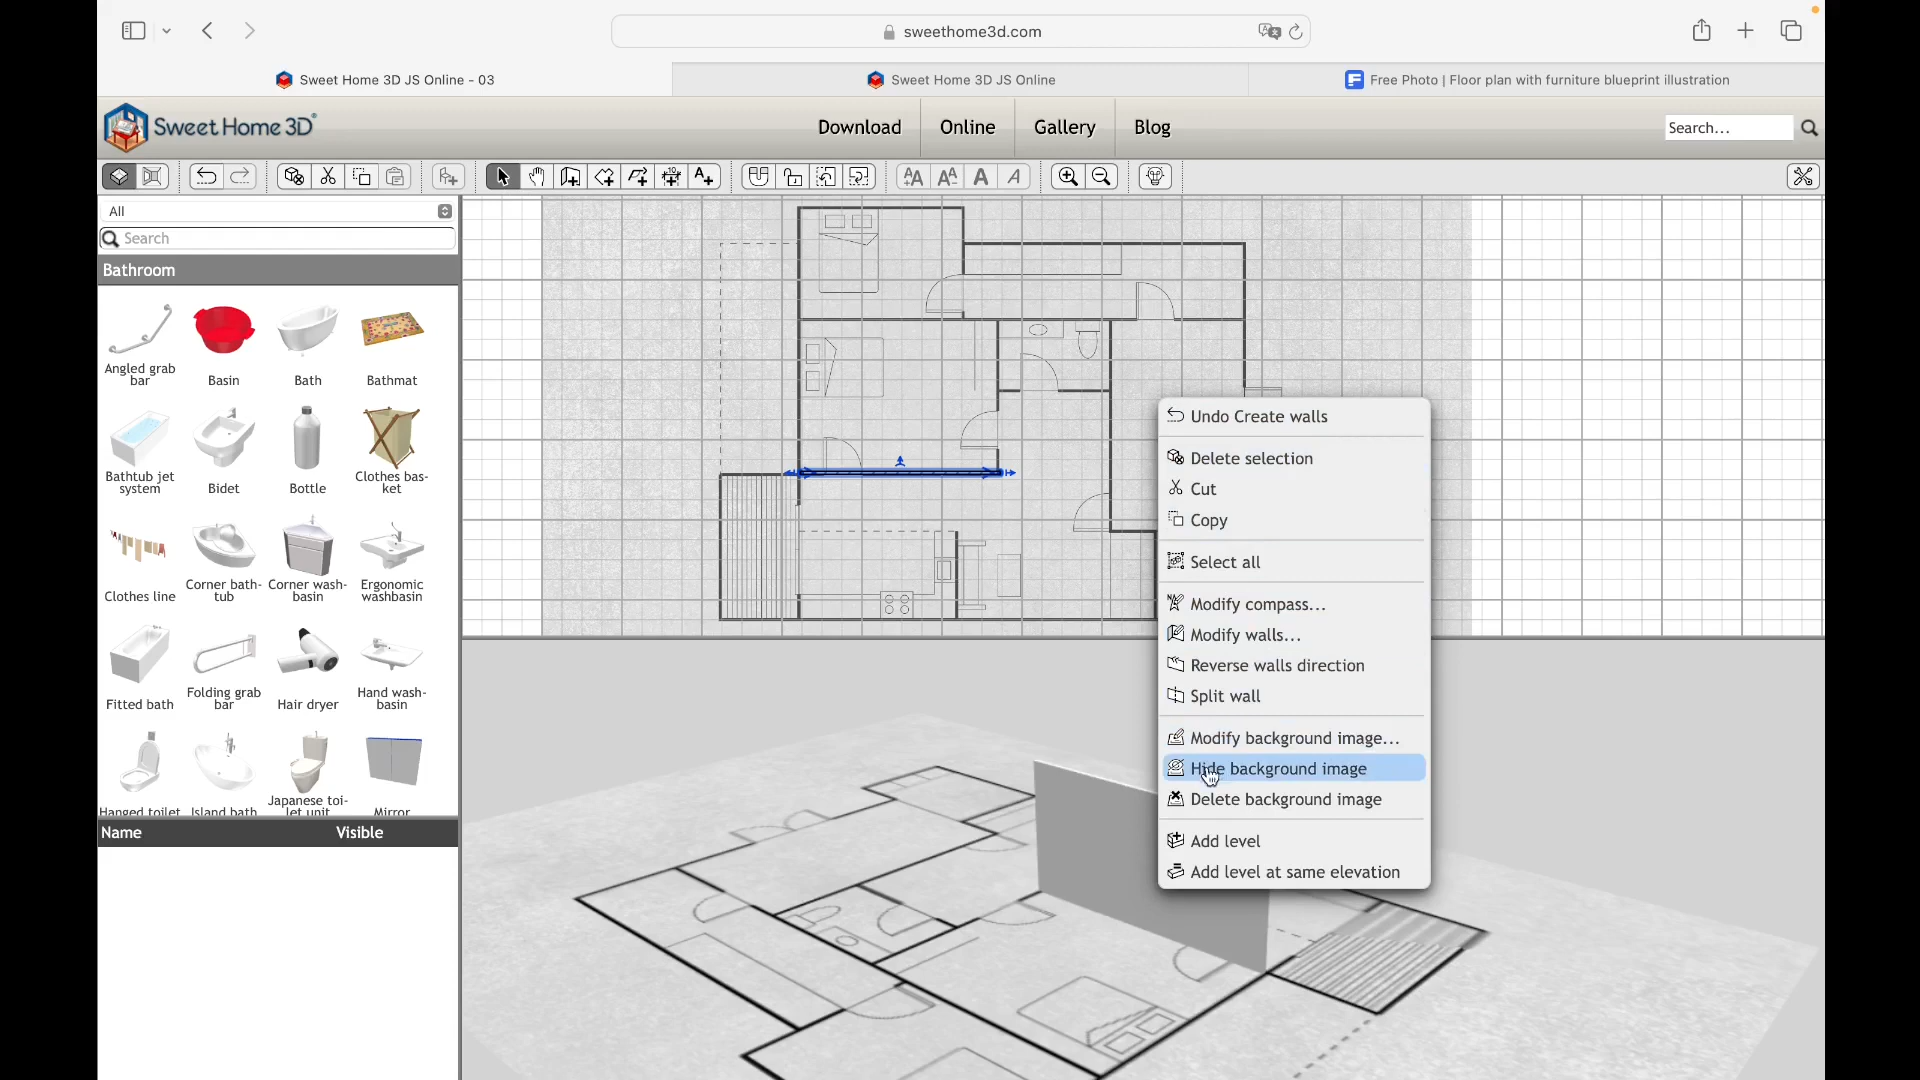 sweethome3d.com
Sweet Home 3D JS Online - 03
Sweet Home 3D JS Online
Free Photo | Floor plan with furniture blueprint illustration
Sweet Home 3D
Download
Online
Gallery
Blog
Search...
All
Search
Bathroom
Angled grab
bar
Basin
Bath
Bathmat
Bathtub jet
system
Bidet
Bottle
Clothes bas-
ket
Clothes line
Corner bath-
tub
Corner wash-
basin
Ergonomic
washbasin
Fitted bath
Folding grab
bar
Hair dryer
Hand wash-
basin
Hanged toilet
Island bath
Japanese toi-
let unit
Mirror
Name
Visible
Undo Create walls
Delete selection
Cut
Copy
Select all
Modify compass...
Modify walls...
Reverse walls direction
Split wall
Modify background image...
Hide background image
Delete background image
Add level
Add level at same elevation